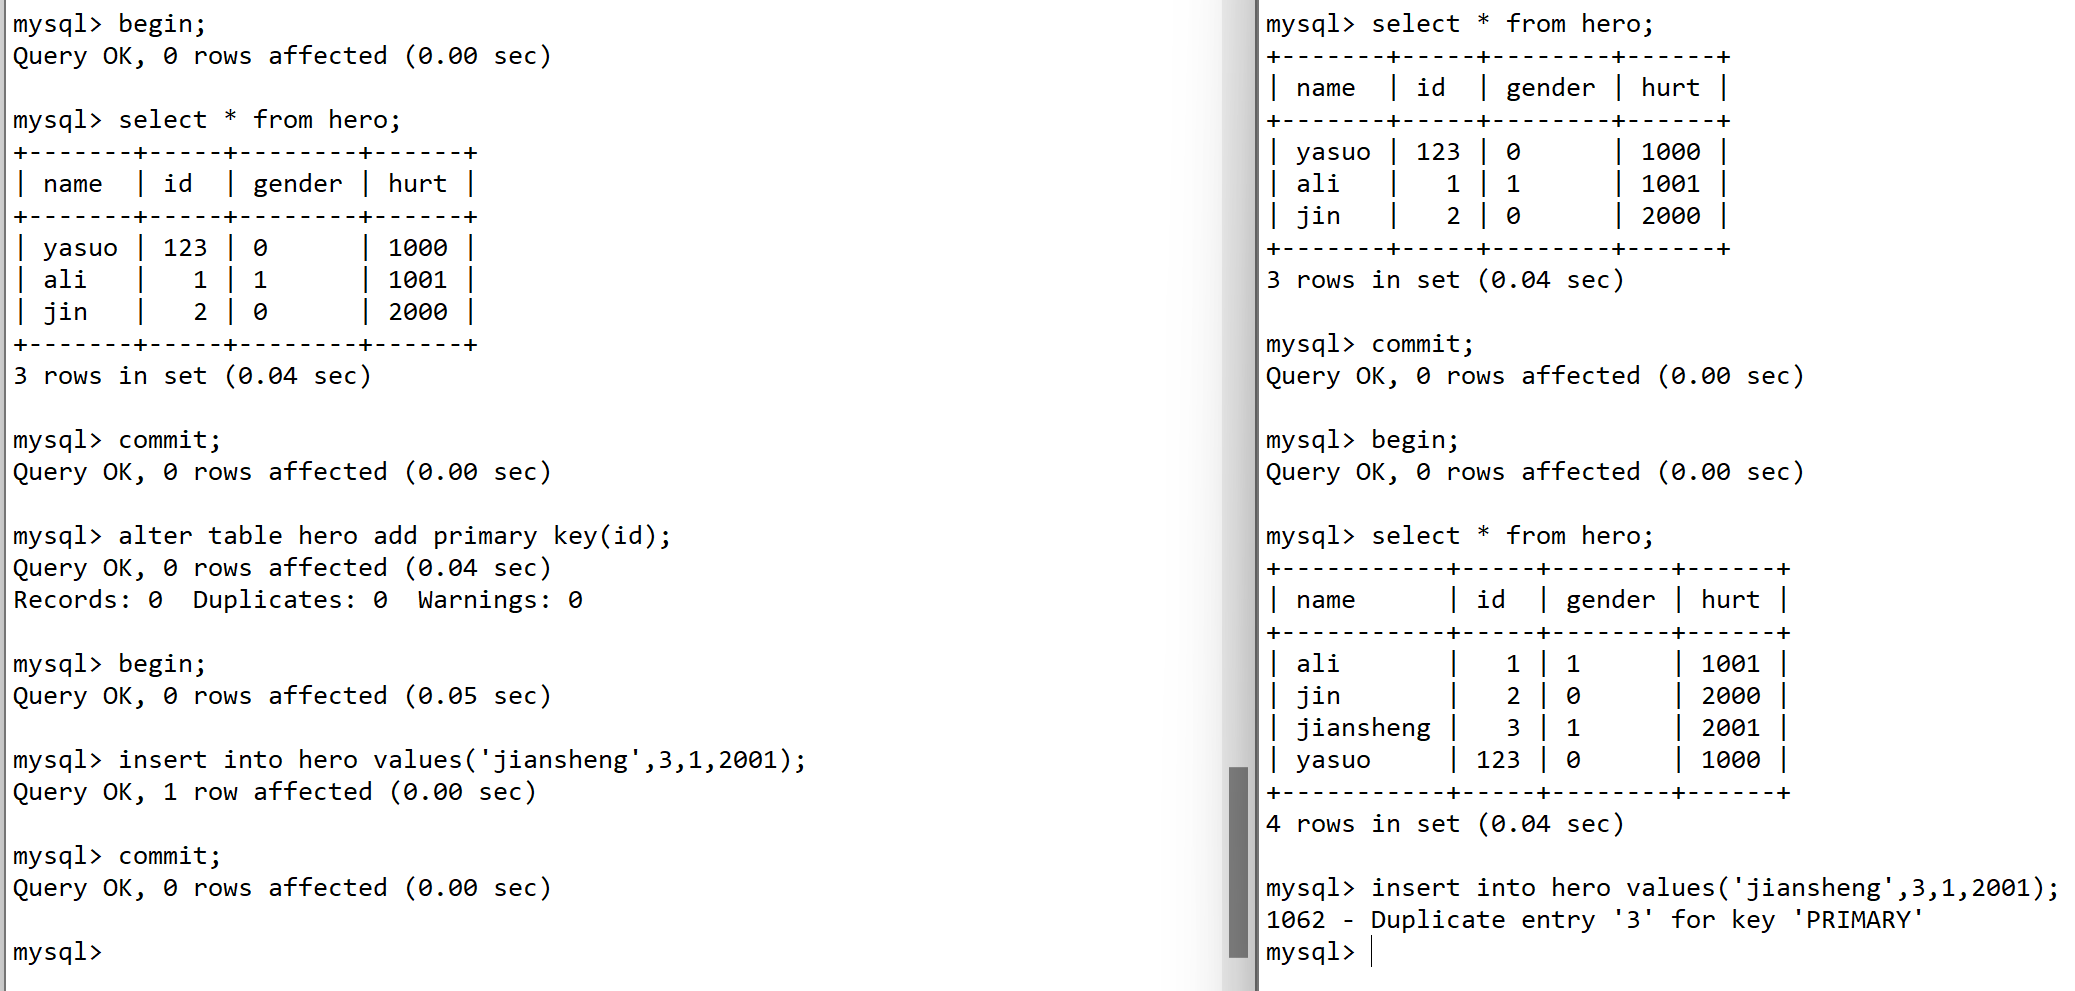 mysql> begin;
Query OK, 0 rows affected (0.00 sec)

mysql> select * from hero;
+-------+-----+--------+------+
| name  | id  | gender | hurt |
+-------+-----+--------+------+
| yasuo | 123 | 0      | 1000 |
| ali   |   1 | 1      | 1001 |
| jin   |   2 | 0      | 2000 |
+-------+-----+--------+------+
3 rows in set (0.04 sec)

mysql> commit;
Query OK, 0 rows affected (0.00 sec)

mysql> alter table hero add primary key(id);
Query OK, 0 rows affected (0.04 sec)
Records: 0  Duplicates: 0  Warnings: 0

mysql> begin;
Query OK, 0 rows affected (0.05 sec)

mysql> insert into hero values('jiansheng',3,1,2001);
Query OK, 1 row affected (0.00 sec)

mysql> commit;
Query OK, 0 rows affected (0.00 sec)

mysql>

mysql> select * from hero;
+-------+-----+--------+------+
| name  | id  | gender | hurt |
+-------+-----+--------+------+
| yasuo | 123 | 0      | 1000 |
| ali   |   1 | 1      | 1001 |
| jin   |   2 | 0      | 2000 |
+-------+-----+--------+------+
3 rows in set (0.04 sec)

mysql> commit;
Query OK, 0 rows affected (0.00 sec)

mysql> begin;
Query OK, 0 rows affected (0.00 sec)

mysql> select * from hero;
+-----------+-----+--------+------+
| name      | id  | gender | hurt |
+-----------+-----+--------+------+
| ali       |   1 | 1      | 1001 |
| jin       |   2 | 0      | 2000 |
| jiansheng |   3 | 1      | 2001 |
| yasuo     | 123 | 0      | 1000 |
+-----------+-----+--------+------+
4 rows in set (0.04 sec)

mysql> insert into hero values('jiansheng',3,1,2001);
1062 - Duplicate entry '3' for key 'PRIMARY'
mysql>